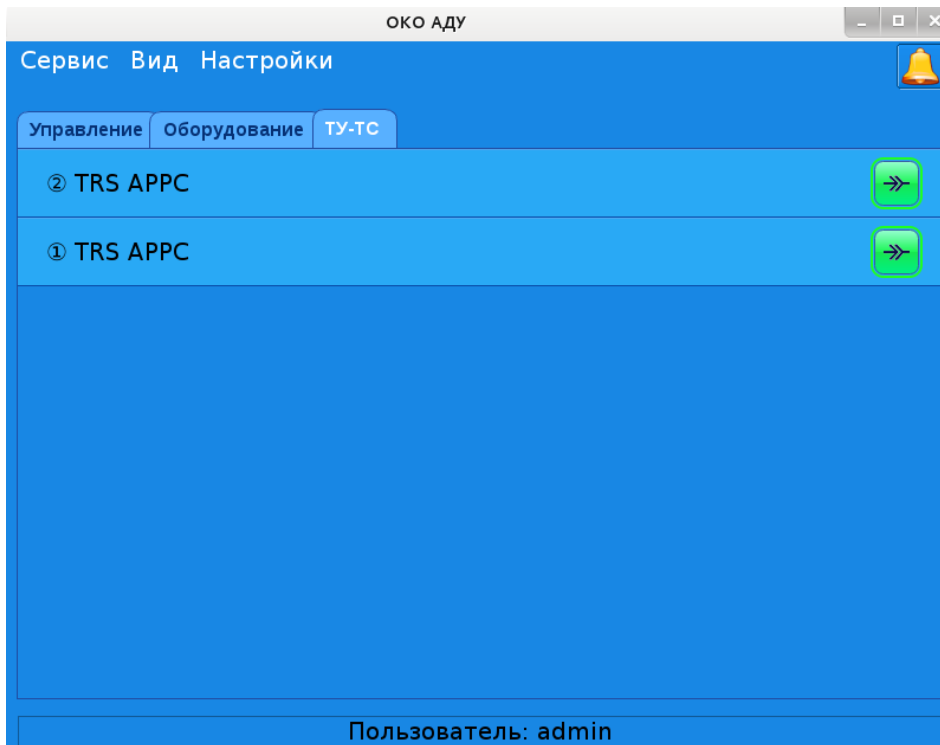 ОКО АДУ
Сервис Вид Настройки
Управление Оборудование ТУ-ТС
② TRS APPC
① TRS APPC
Пользователь: admin